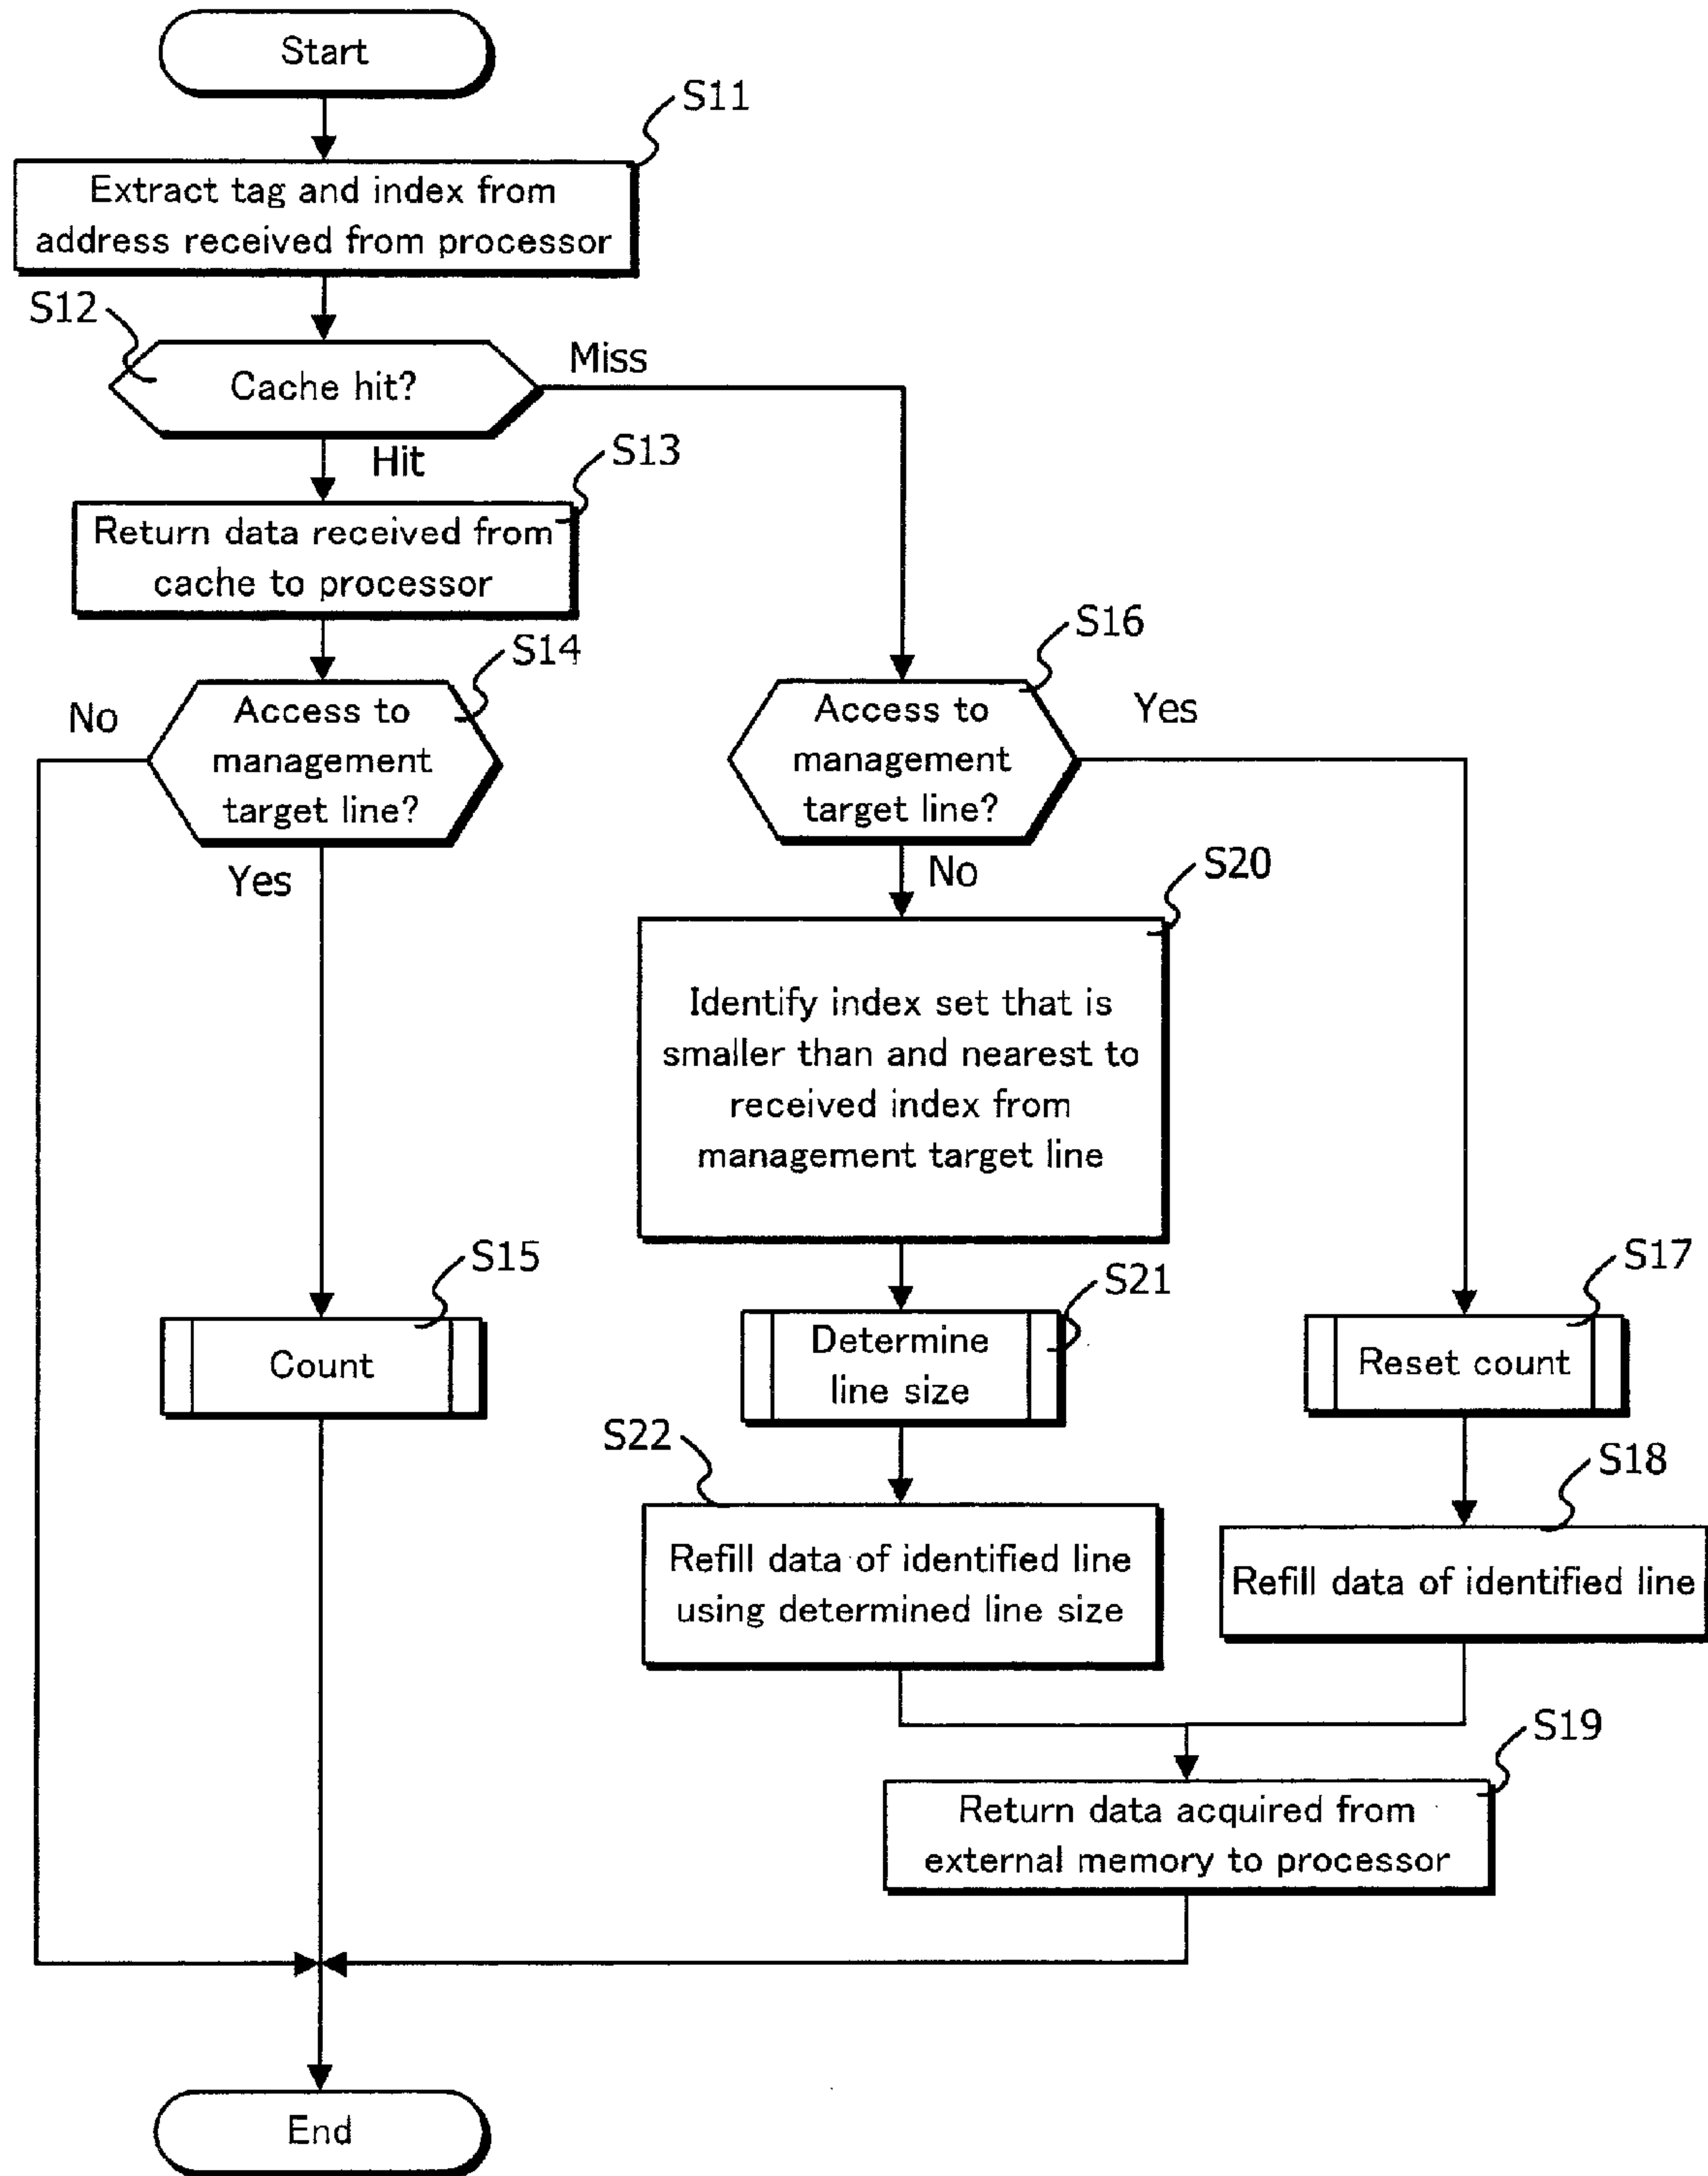 Start
S11
Extract tag and index from
address received from processor
S12
Cache hit?
Miss
Hit
S13
Return data received from
cache to processor
S14
No
Access to
management
target line?
Yes
S16
Access to
management
target line?
Yes
No
S20
Identify index set that is
smaller than and nearest to
received index from
management target line
S15
Count
S21
Determine
line size
S17
Reset count
S22
Refill data of identified line
using determined line size
S18
Refill data of identified line
S19
Return data acquired from
external memory to processor
End